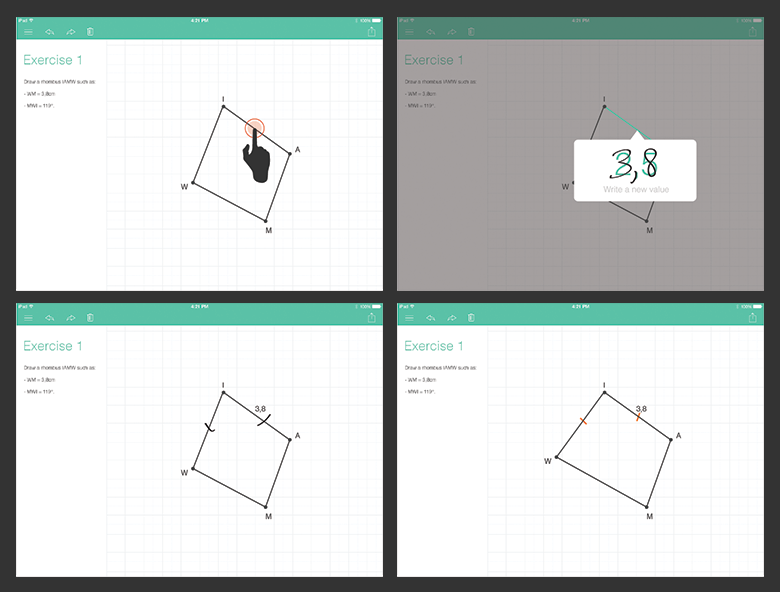 iPad 4:21 PM 100%
Exercise 1
Draw a rhombus IAMW such as:
- WM = 3.8cm
- MWI = 113°.
I
A
W
M
iPad 4:21 PM 100%
Exercise 1
Draw a rhombus IAMW such as:
- WM = 3.8cm
- MWI = 113°.
I
3,8
Write a new value
W
M
iPad 4:21 PM 100%
Exercise 1
Draw a rhombus IAMW such as:
- WM = 3.8cm
- MWI = 113°.
I
3,8
A
W
M
iPad 4:21 PM 100%
Exercise 1
Draw a rhombus IAMW such as:
- WM = 3.8cm
- MWI = 113°.
I
3,8
A
W
M